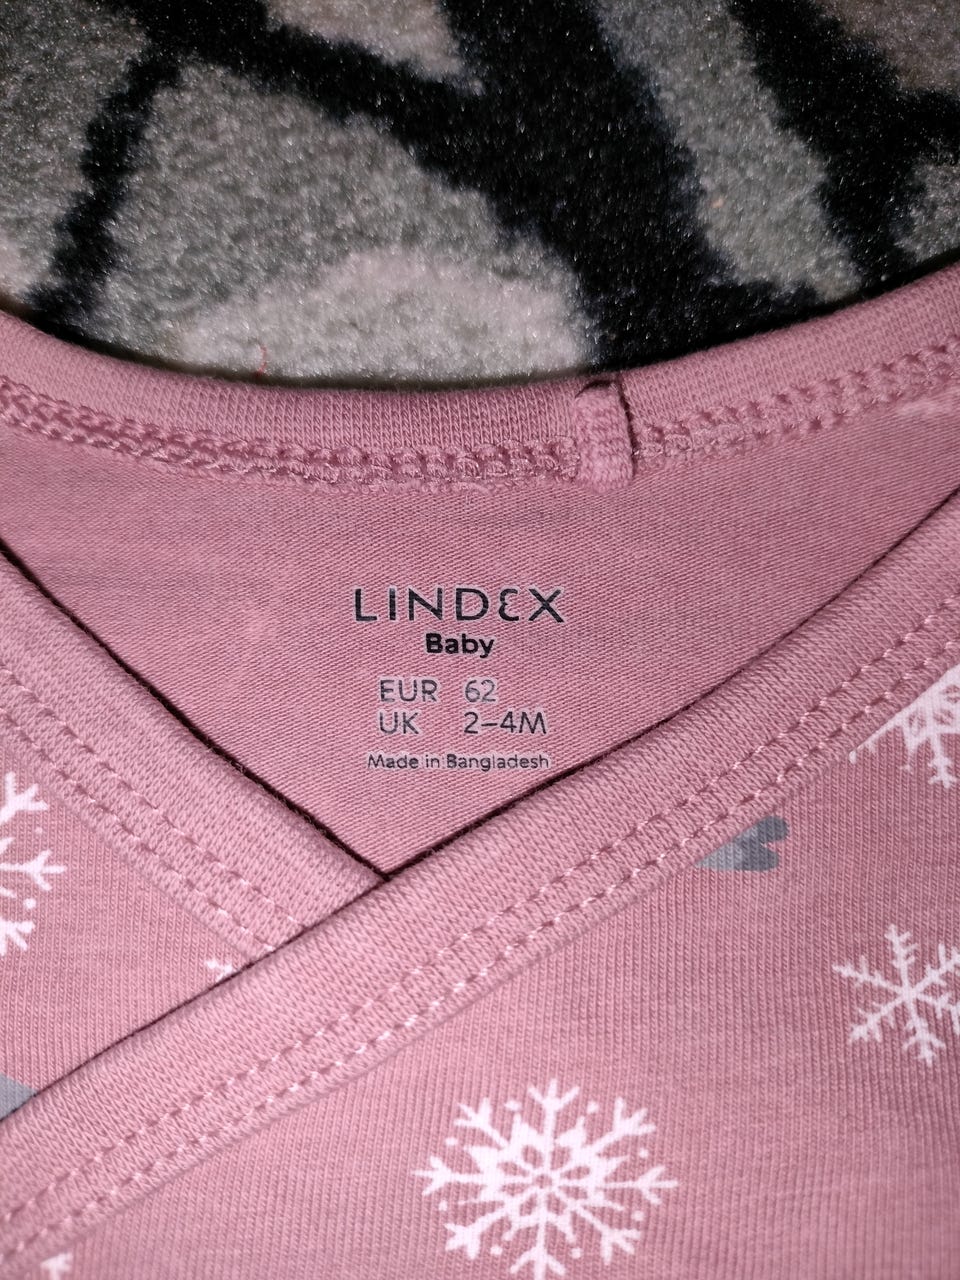 LINDEX
Baby
EUR 62
UK 2-4M
Made in Bangladesh